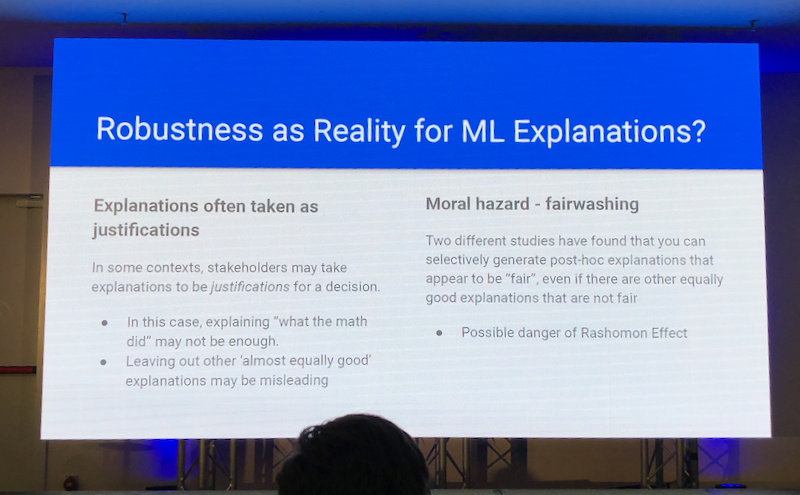 Robustness as Reality for ML Explanations?
Explanations often taken as
justifications
In some contexts, stakeholders may take
explanations to be justifications for a decision.
● In this case, explaining “what the math
did” may not be enough.
● Leaving out other ‘almost equally good’
explanations may be misleading
Moral hazard - fairwashing
Two different studies have found that you can
selectively generate post-hoc explanations that
appear to be “fair”, even if there are other equally
good explanations that are not fair
● Possible danger of Rashomon Effect